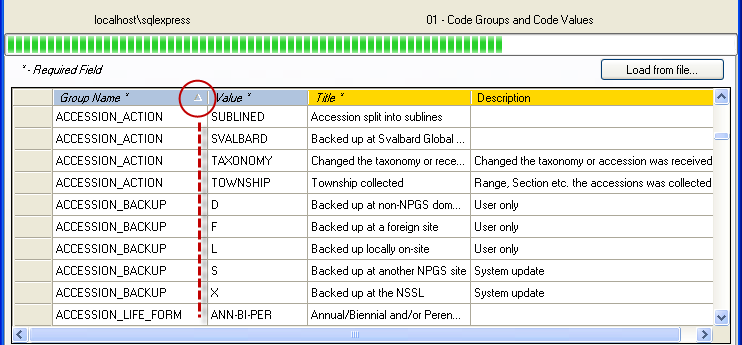 localhost\sqlexpress 01 - Code Groups and Code Values
* - Required Field Load from file...
Group Name * Value * Title * Description
ACCESSION_ACTION SUBLINED Accession split into sublines
ACCESSION_ACTION SVALBARD Backed up at Svalbard Global ...
ACCESSION_ACTION TAXONOMY Changed the taxonomy or rece... Changed the taxonomy or accession was received
ACCESSION_ACTION TOWNSHIP Township collected Range, Section etc. the accessions was collected
ACCESSION_BACKUP D Backed up at non-NPGS dom... User only
ACCESSION_BACKUP F Backed up at a foreign site User only
ACCESSION_BACKUP L Backed up locally on-site User only
ACCESSION_BACKUP S Backed up at another NPGS site System update
ACCESSION_BACKUP X Backed up at the NSSL System update
ACCESSION_LIFE_FORM ANN-BI-PER Annual/Biennial and/or Peren...